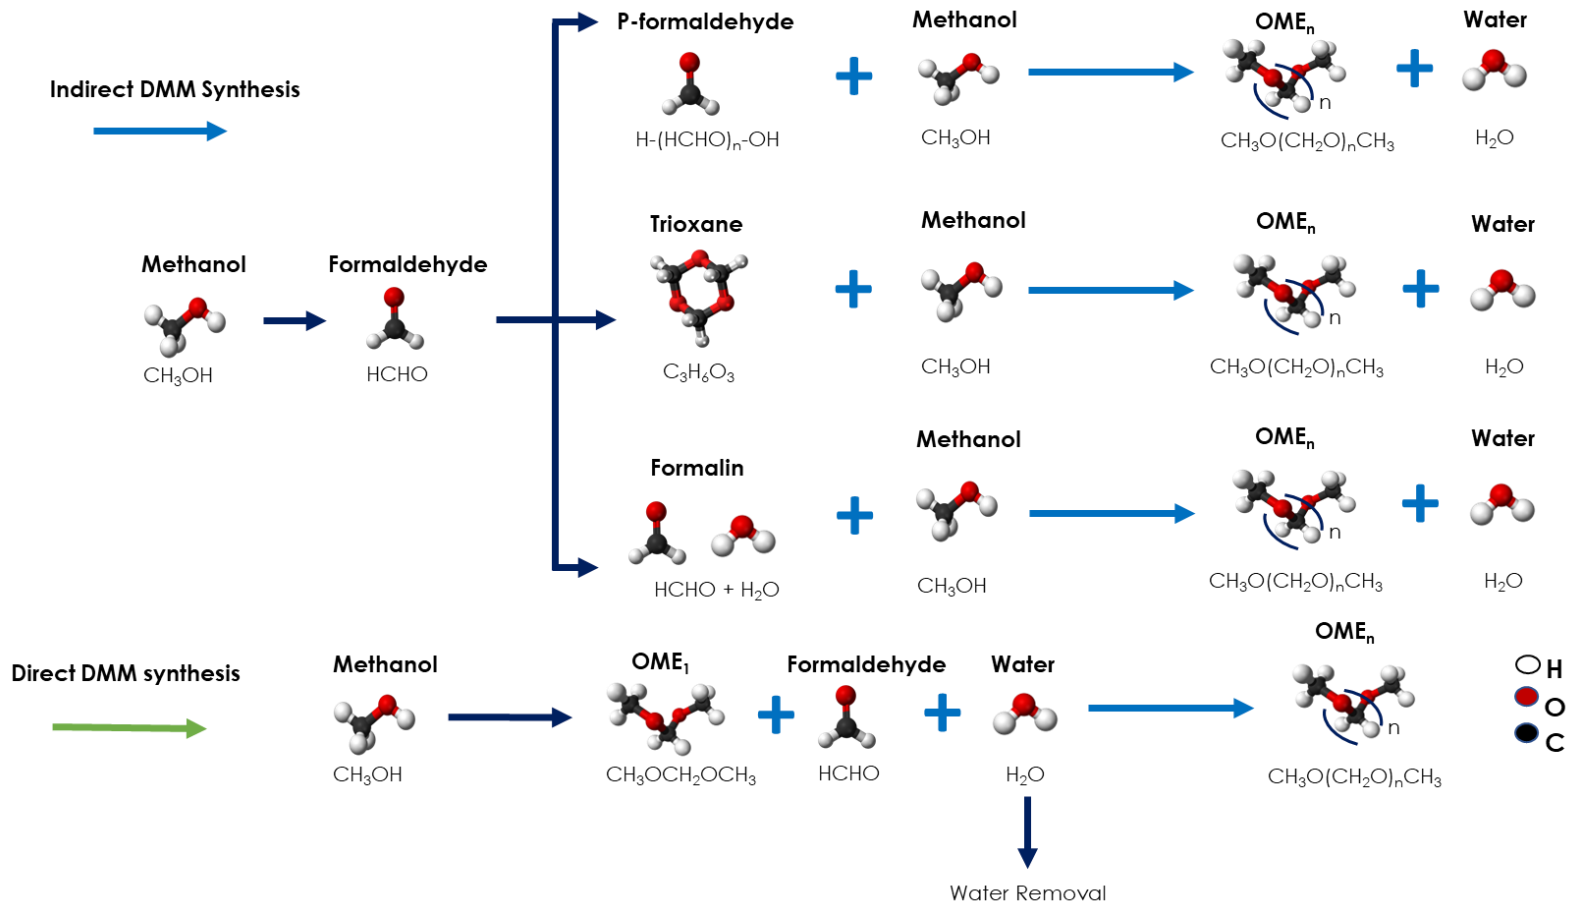 P-formaldehyde Methanol OMEₙ Water
Indirect DMM Synthesis
n
H-(HCHO)ₙ-OH CH₃OH CH₃O(CH₂O)ₙCH₃ H₂O
Trioxane Methanol OMEₙ Water
Methanol Formaldehyde
n
CH₃OH HCHO C₃H₆O₃ CH₃OH CH₃O(CH₂O)ₙCH₃ H₂O
Methanol OMEₙ Water
Formalin
n
HCHO + H₂O CH₃OH CH₃O(CH₂O)ₙCH₃ H₂O
OMEₙ
Direct DMM synthesis Methanol OME₁ Formaldehyde Water H
O
n
C
CH₃OH CH₃OCH₂OCH₃ HCHO H₂O CH₃O(CH₂O)ₙCH₃
Water Removal